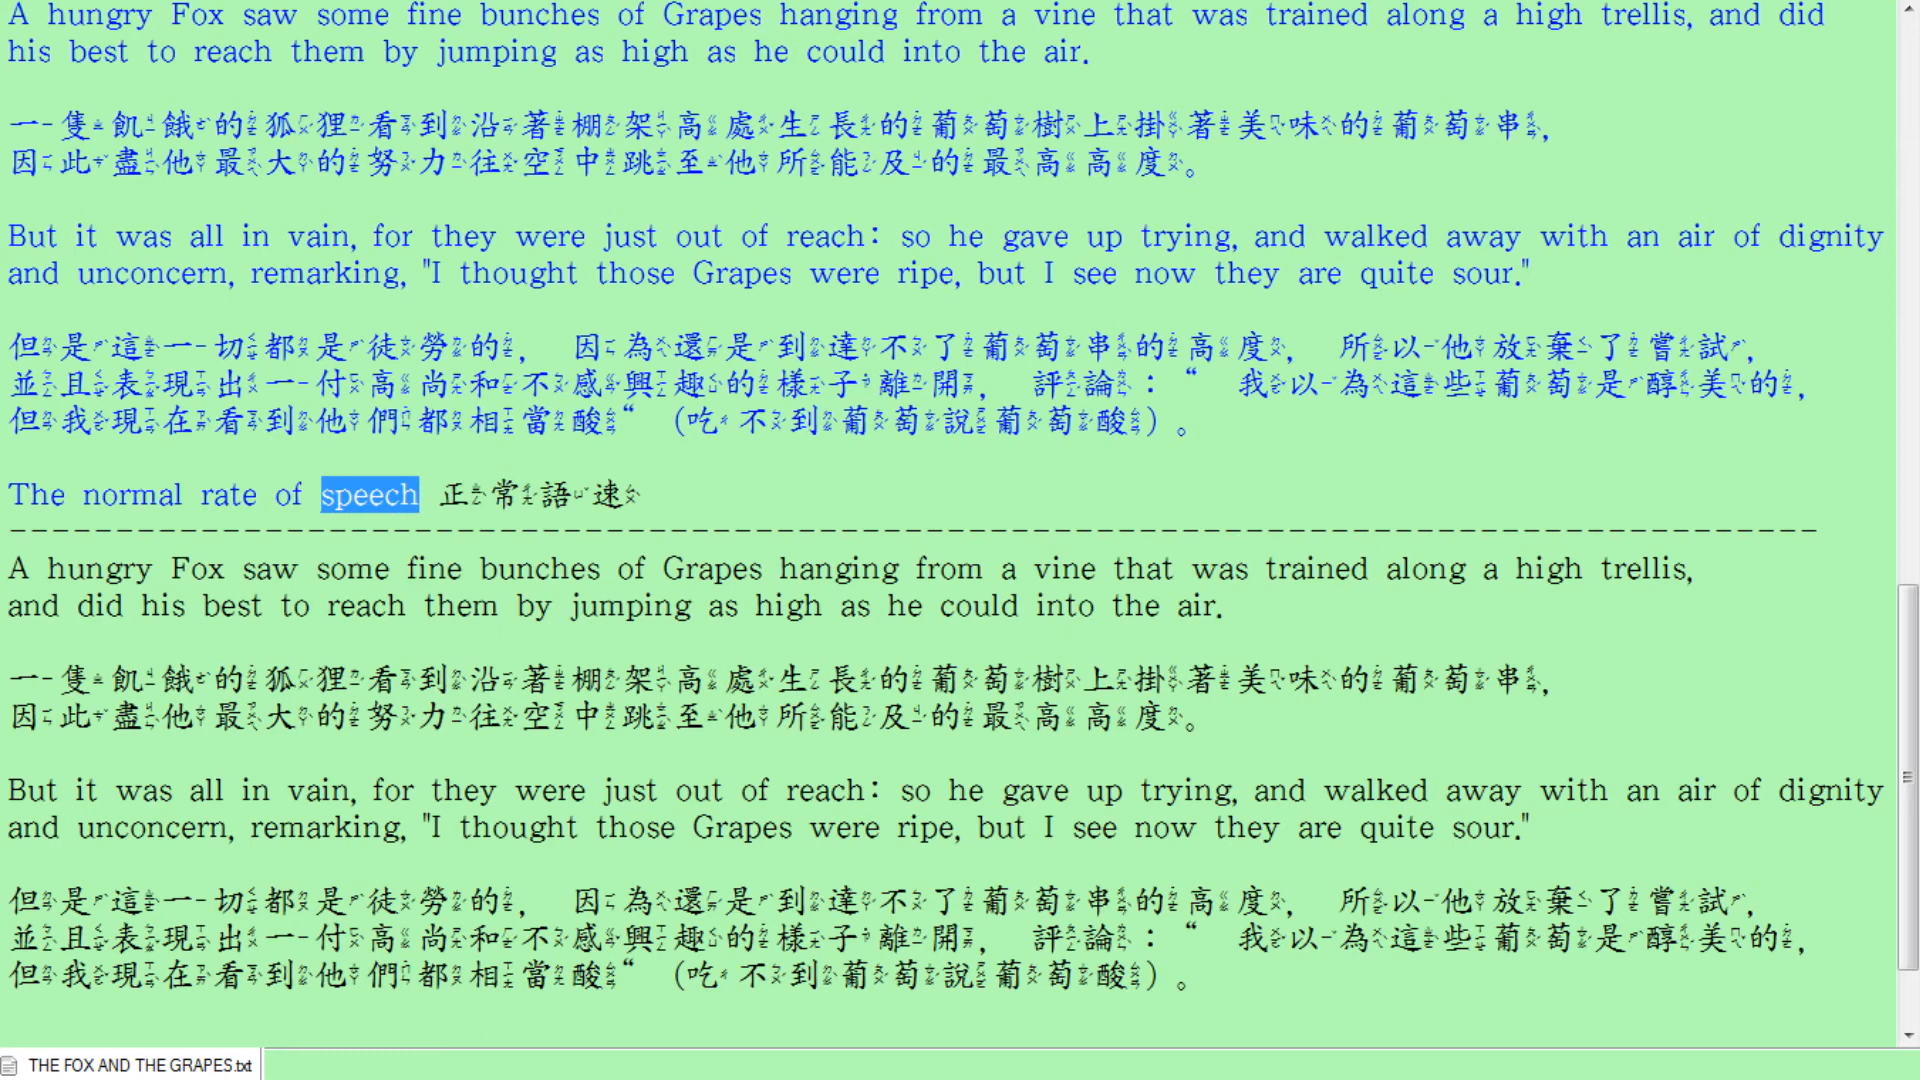 A hungry Fox saw some fine bunches of Grapes hanging from a vine that was trained along a high trellis, and did
his best to reach them by jumping as high as he could into the air.
一隻飢餓的狐狸看到沿著棚架高處生長的葡萄樹上掛著美味的葡萄串,
因此盡他最大的努力往空中跳至他所能及的最高高度。
But it was all in vain, for they were just out of reach: so he gave up trying, and walked away with an air of dignity
and unconcern, remarking, "I thought those Grapes were ripe, but I see now they are quite sour."
但是這一切都是徒勞的, 因為還是到達不了葡萄串的高度, 所以他放棄了嘗試,
並且表現出一付高尚和不感興趣的樣子離開, 評論:“ 我以為這些葡萄是醇美的,
但我現在看到他們都相當酸“ (吃不到葡萄說葡萄酸)。
The normal rate of speech 正常語速
--------------------------------------------------------------------------------
A hungry Fox saw some fine bunches of Grapes hanging from a vine that was trained along a high trellis,
and did his best to reach them by jumping as high as he could into the air.
一隻飢餓的狐狸看到沿著棚架高處生長的葡萄樹上掛著美味的葡萄串,
因此盡他最大的努力往空中跳至他所能及的最高高度。
But it was all in vain, for they were just out of reach: so he gave up trying, and walked away with an air of dignity
and unconcern, remarking, "I thought those Grapes were ripe, but I see now they are quite sour."
但是這一切都是徒勞的, 因為還是到達不了葡萄串的高度, 所以他放棄了嘗試,
並且表現出一付高尚和不感興趣的樣子離開, 評論:“ 我以為這些葡萄是醇美的,
但我現在看到他們都相當酸“ (吃不到葡萄說葡萄酸)。
THE FOX AND THE GRAPES.txt